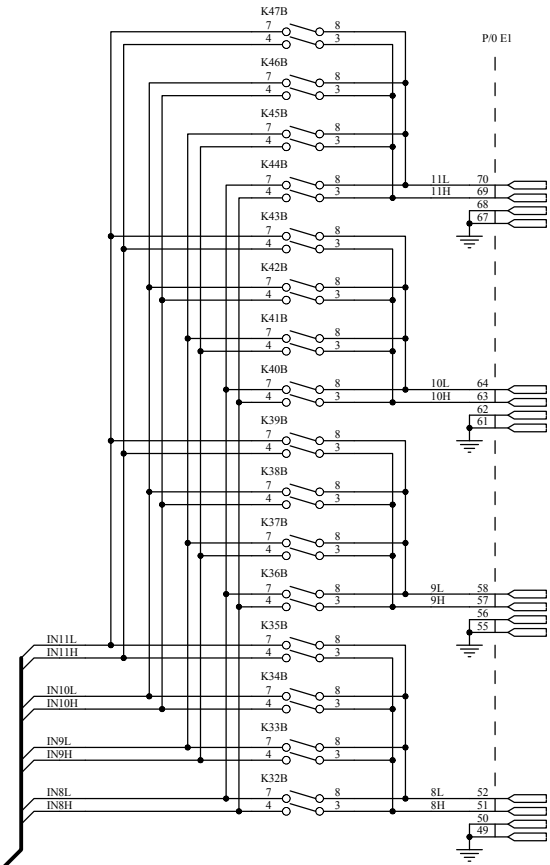 K47B
7 8
4 3
P/0 E1
K46B
7 8
4 3
K45B
7 8
4 3
K44B
7 8 11L 70
4 3 11H 69
68
67
K43B
7 8
4 3
K42B
7 8
4 3
K41B
7 8
4 3
K40B
7 8 10L 64
4 3 10H 63
62
61
K39B
7 8
4 3
K38B
7 8
4 3
K37B
7 8
4 3
K36B
7 8 9L 58
4 3 9H 57
56
55
K35B
IN11L 7 8
IN11H 4 3
K34B
IN10L 7 8
IN10H 4 3
K33B
IN9L 7 8
IN9H 4 3
K32B
IN8L 7 8 8L 52
IN8H 4 3 8H 51
50
49